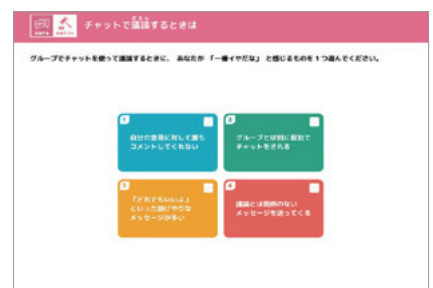 チャットで議論するときは
グループでチャットを使って議論するときに、 あなたが 「一番イヤだな」 と感じるものを1つ選んでください。
1
自分の意見に対して誰も
コメントしてくれない
2
グループとは別に個別で
チャットをされる
3
「どれでもいいよ」
といった投げやりな
メッセージが多い
4
議論とは関係のない
メッセージを送ってくる